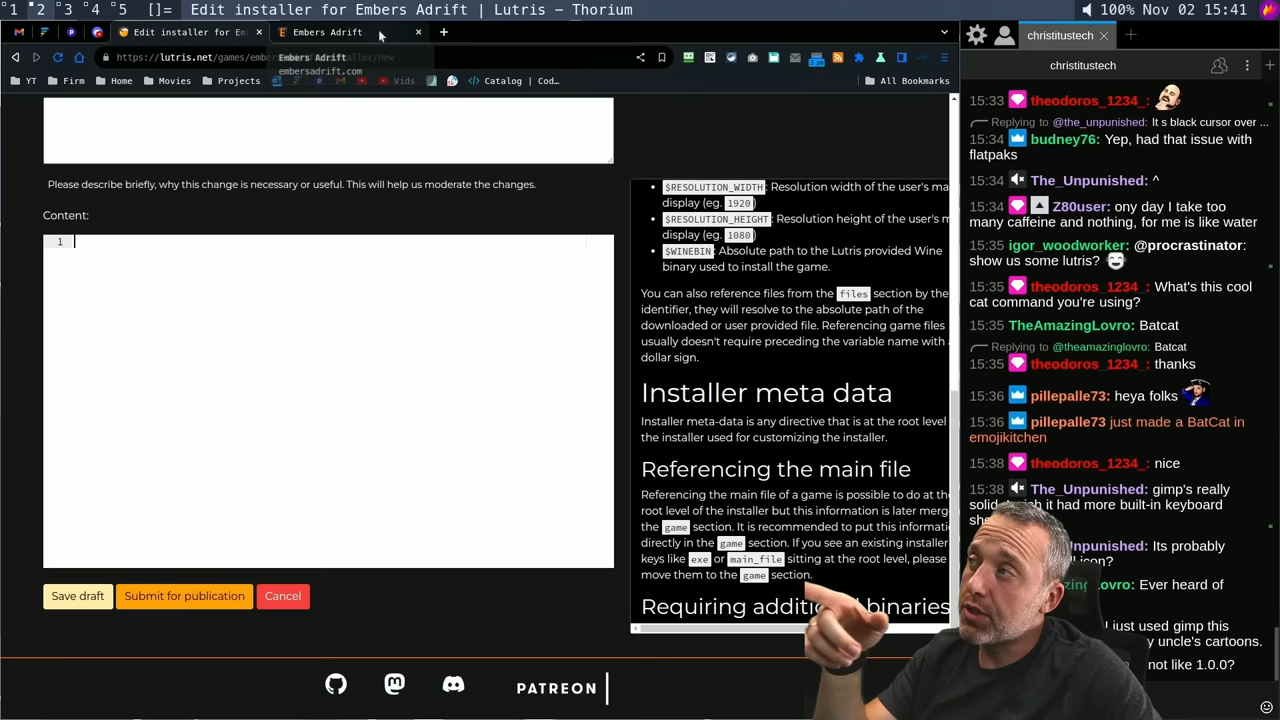 1 2 3 4 5 []= Edit installer for Embers Adrift | Lutris – Thorium 100% Nov 02 15:41
Edit installer for Em
Embers Adrift
https://lutris.net/games/embe
Embers Adrift
embersadrift.com
YT Firm Home Movies Projects Vids Catalog | Cod... All Bookmarks
Please describe briefly, why this change is necessary or useful. This will help us moderate the changes.
Content:
1
Save draft Submit for publication Cancel
$RESOLUTION_WIDTH: Resolution width of the user's ma
display (eg. 1920)
$RESOLUTION_HEIGHT: Resolution height of the user's m
display (eg. 1080)
$WINEBIN: Absolute path to the Lutris provided Wine
binary used to install the game.
You can also reference files from the files section by the
identifier, they will resolve to the absolute path of the
downloaded or user provided file. Referencing game files
usually doesn't require preceding the variable name with a
dollar sign.
Installer meta data
Installer meta-data is any directive that is at the root level
the installer used for customizing the installer.
Referencing the main file
Referencing the main file of a game is possible to do at the
root level of the installer but this information is later merg
the game section. It is recommended to put this informati
directly in the game section. If you see an existing installer
keys like exe or main_file sitting at the root level, please
move them to the game section.
Requiring additional binaries
PATREON
christitustech
christitustech
15:33 theodoros_1234_:
Replying to @the_unpunished: It s black cursor over ...
15:34 budney76: Yep, had that issue with
flatpaks
15:34 The_Unpunished: ^
15:34 Z80user: ony day I take too
many caffeine and nothing, for me is like water
15:35 igor_woodworker: @procrastinator:
show us some lutris?
15:35 theodoros_1234_: What's this cool
cat command you're using?
15:35 TheAmazingLovro: Batcat
Replying to @theamazinglovro: Batcat
15:35 theodoros_1234_: thanks
15:36 pillepalle73: heya folks
15:36 pillepalle73 just made a BatCat in
emojikitchen
15:38 theodoros_1234_: nice
15:38 The_Unpunished: gimp's really
solid. wish it had more built-in keyboard
Unpunished: Its probably
icon?
azingLovro: Ever heard of
I just used gimp this
uncle's cartoons.
not like 1.0.0?